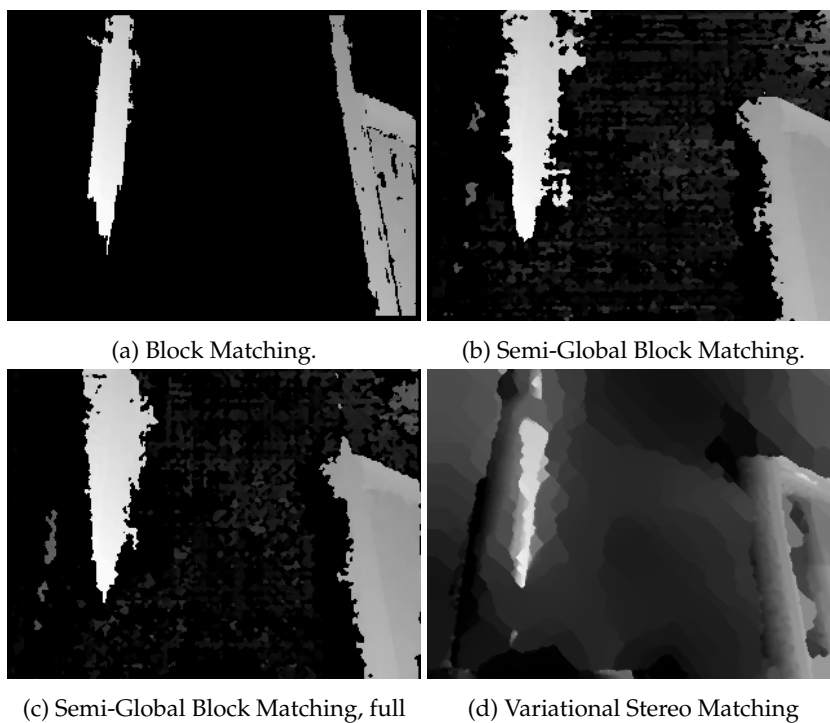 (a) Block Matching.
(b) Semi-Global Block Matching.
(c) Semi-Global Block Matching, full
(d) Variational Stereo Matching